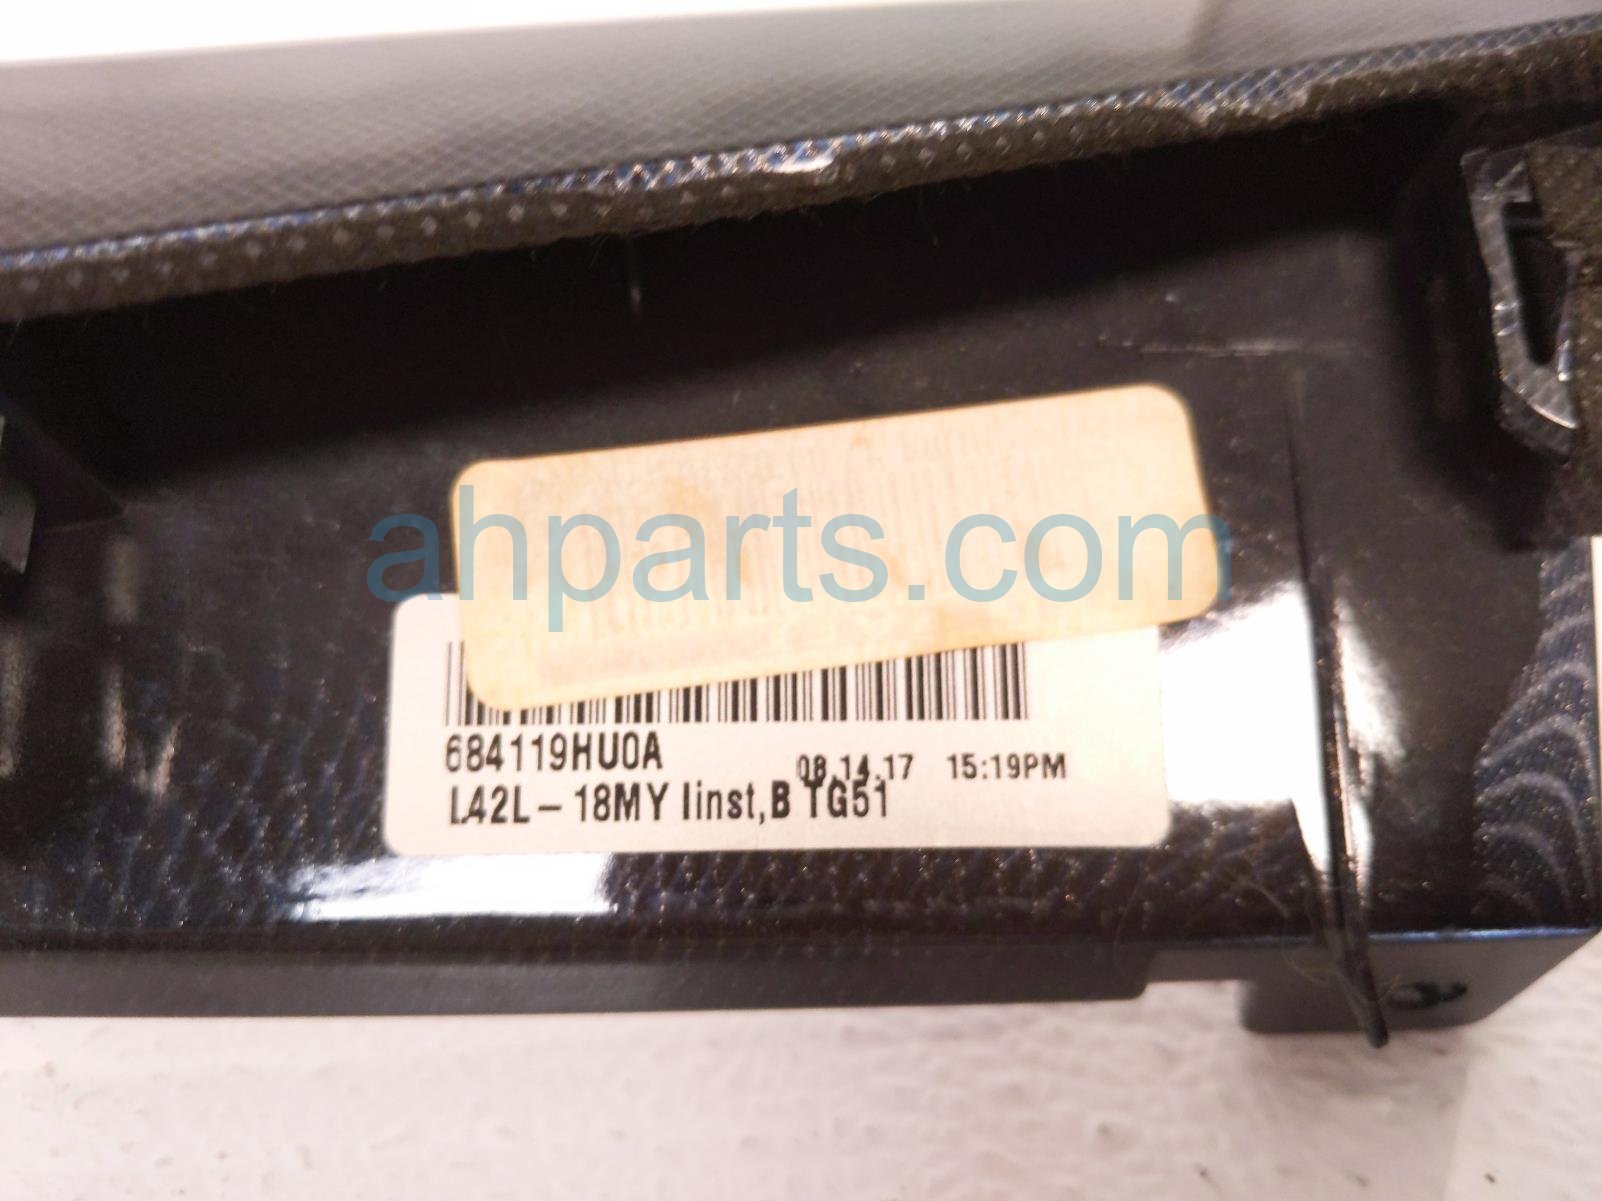 ahparts.com
684119HU0A 08.14.17 15:19PM
L42L-18MY Iinst,B TG51